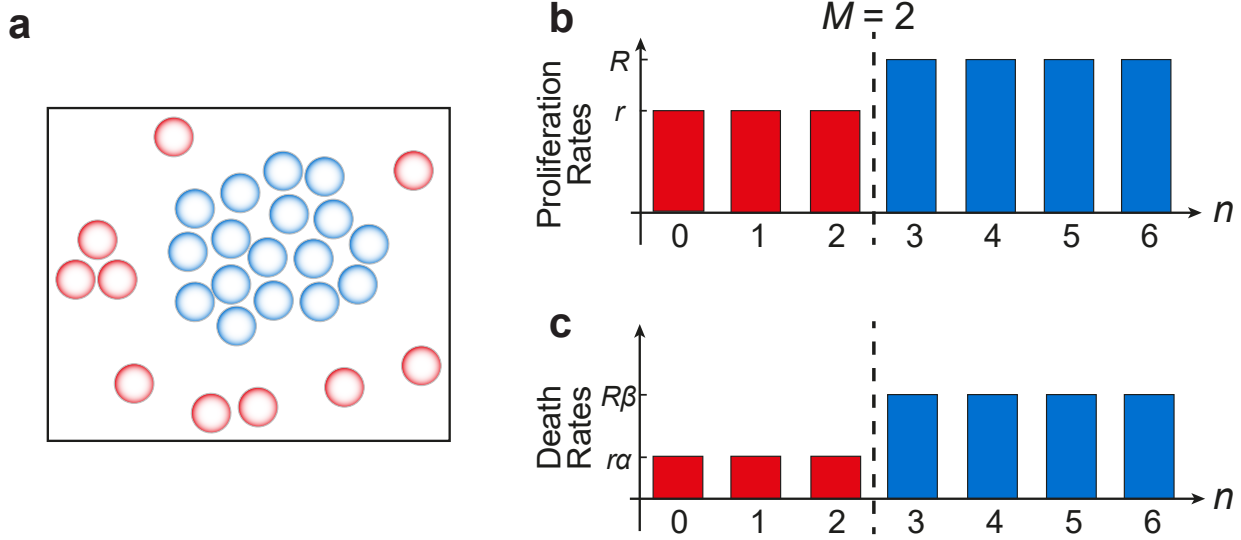 a
b
M = 2
Proliferation
Rates
R
r
0 1 2 3 4 5 6
n
c
Death
Rates
Rβ
rα
0 1 2 3 4 5 6
n